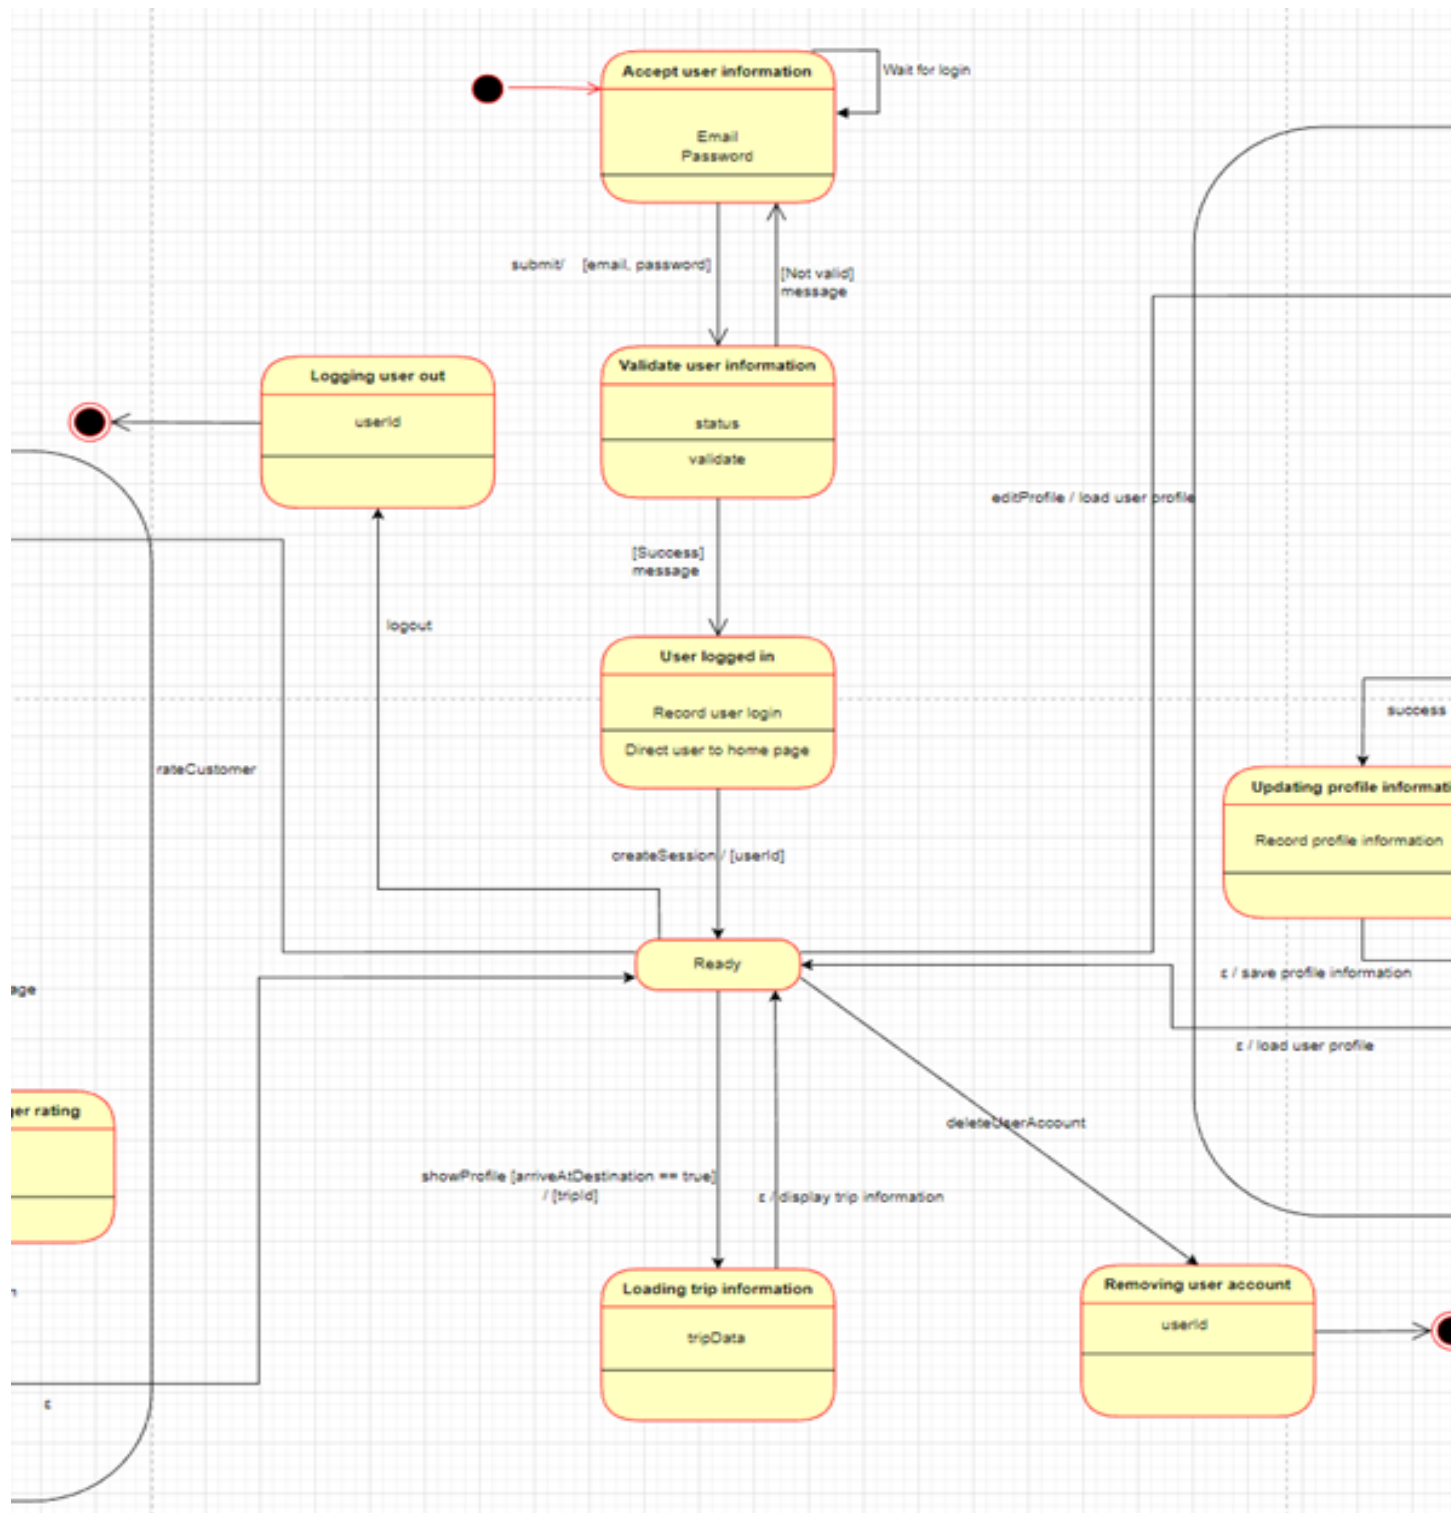 Accept user information
Wait for login
Email
Password
submit/ [email, password]
[Not valid]
message
Logging user out
userId
Validate user information
status
validate
editProfile / load user profile
[Success]
message
logout
User logged in
Record user login
Direct user to home page
success
rateCustomer
Updating profile informati
Record profile information
createSession / [userId]
Ready
ε / save profile information
age
ε / load user profile
er rating
deleteUserAccount
showProfile [arriveAtDestination == true]
/ [tripId]
ε / display trip information
Loading trip information
tripData
Removing user account
userId
ε